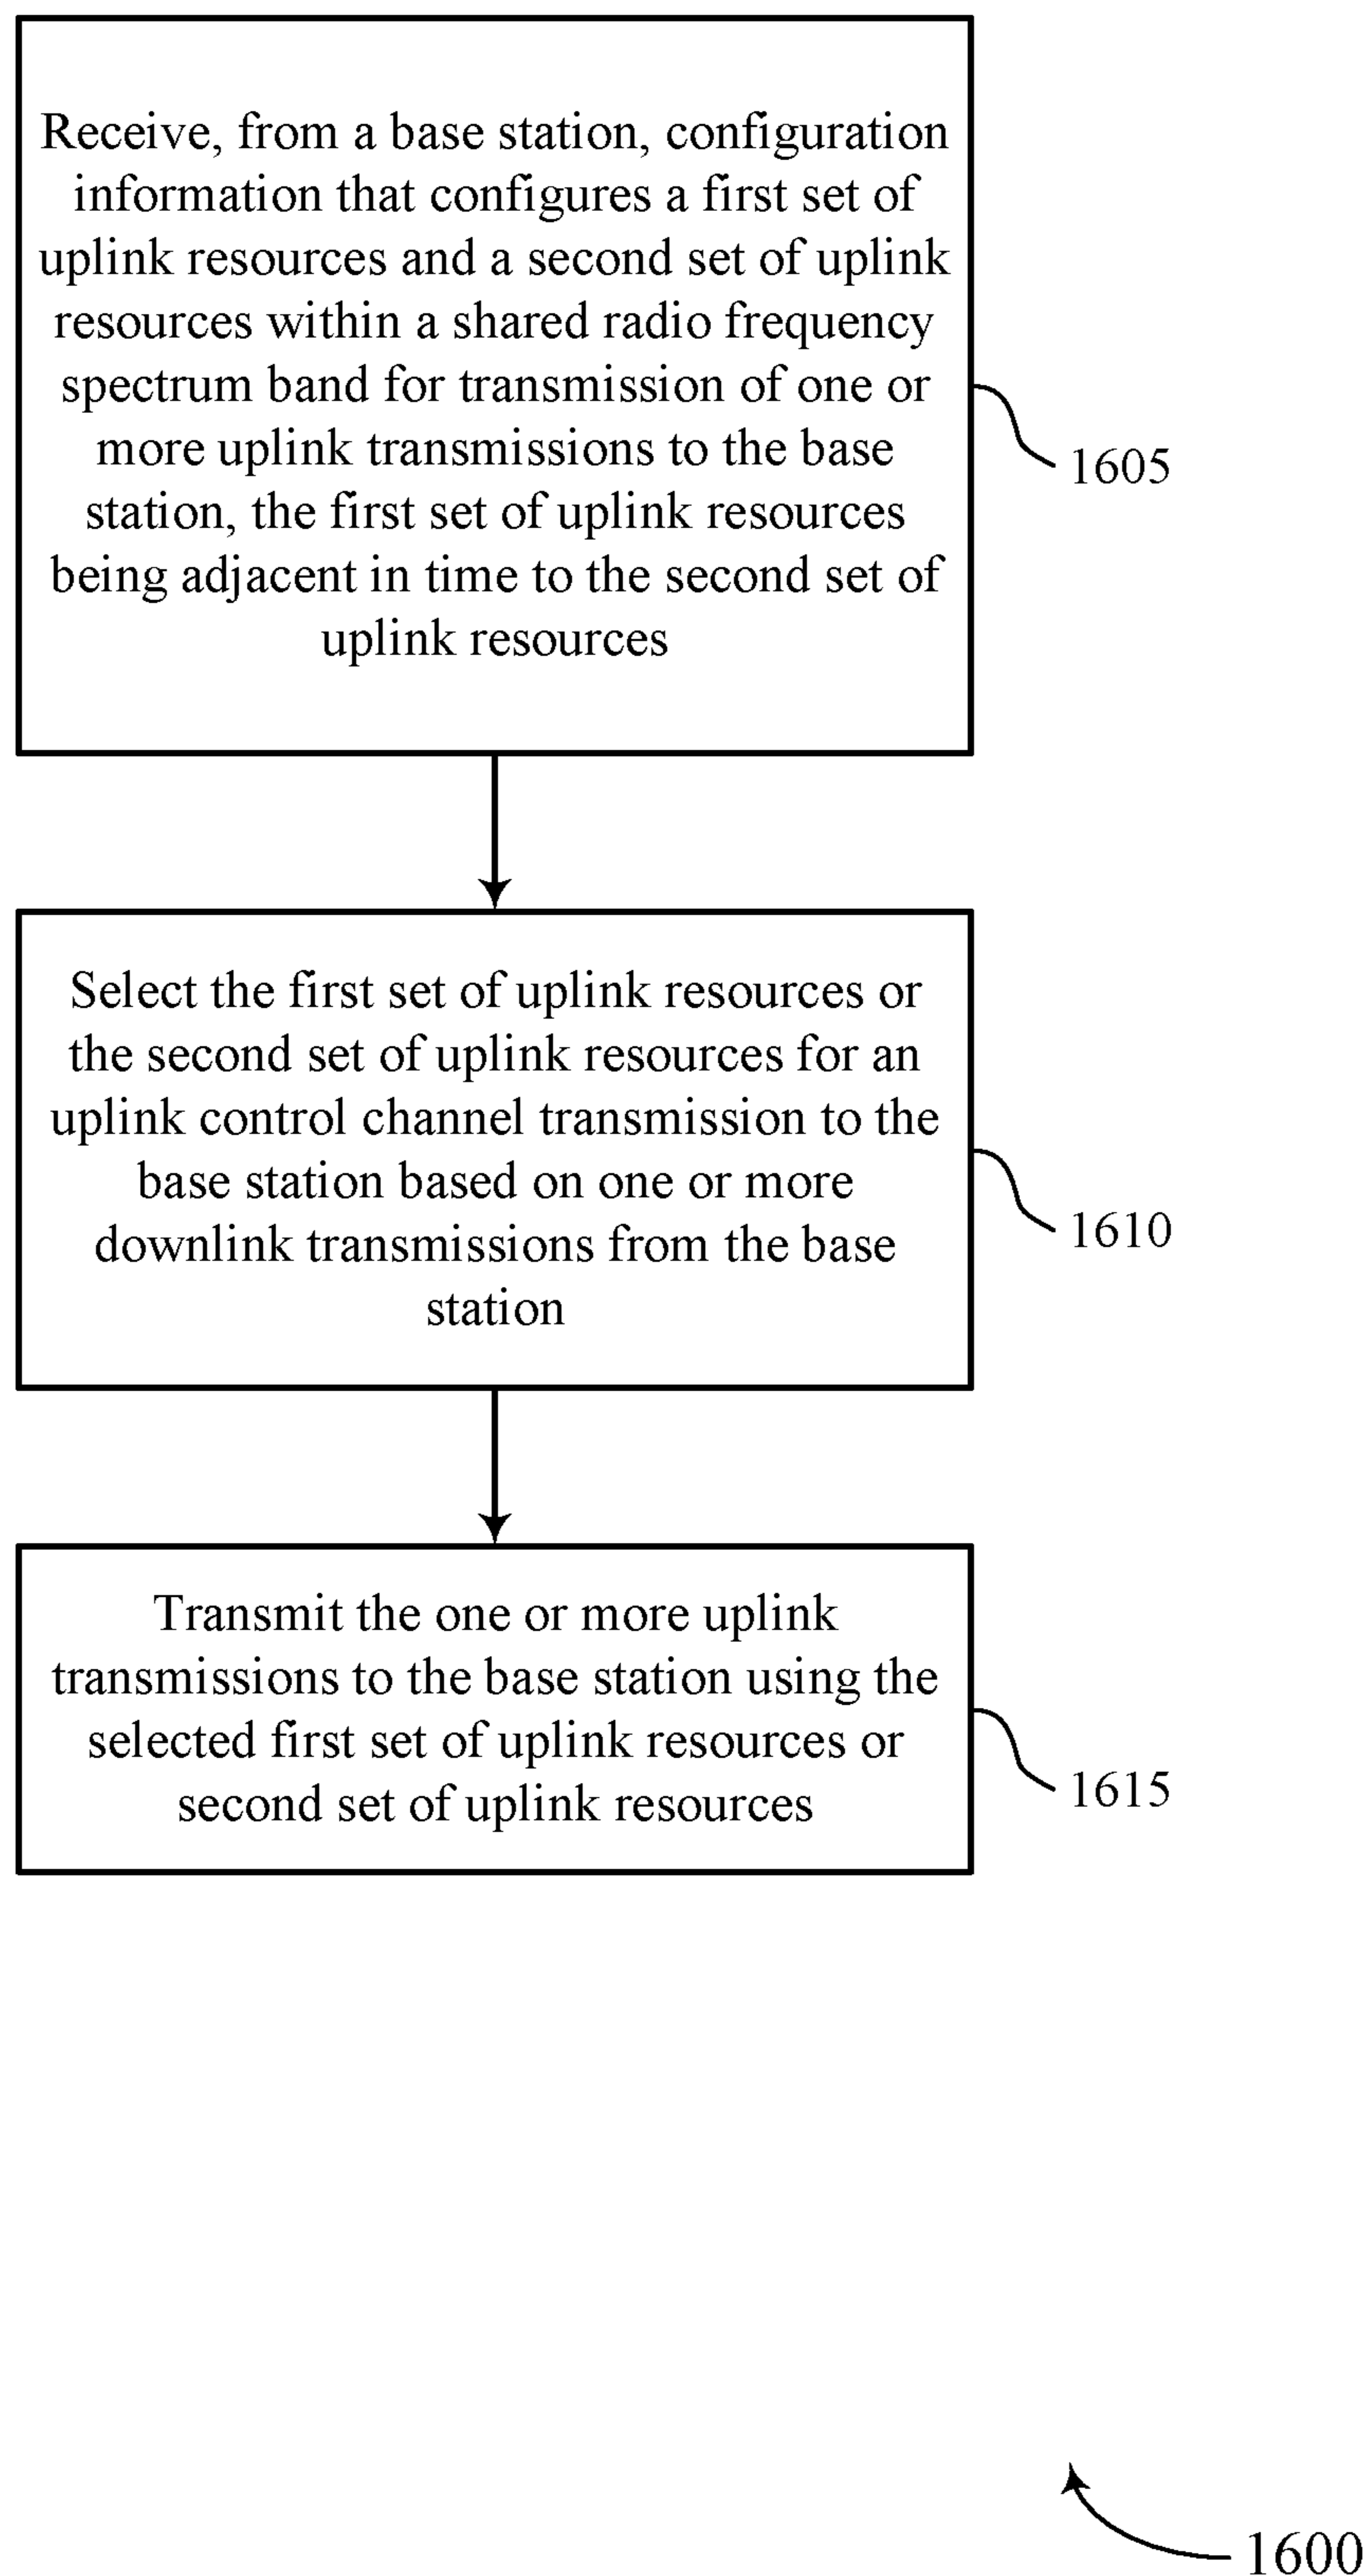 Receive, from a base station, configuration
information that configures a first set of
uplink resources and a second set of uplink
resources within a shared radio frequency
spectrum band for transmission of one or
more uplink transmissions to the base
station, the first set of uplink resources
being adjacent in time to the second set of
uplink resources
1605
Select the first set of uplink resources or
the second set of uplink resources for an
uplink control channel transmission to the
base station based on one or more
downlink transmissions from the base
station
1610
Transmit the one or more uplink
transmissions to the base station using the
selected first set of uplink resources or
second set of uplink resources
1615
1600